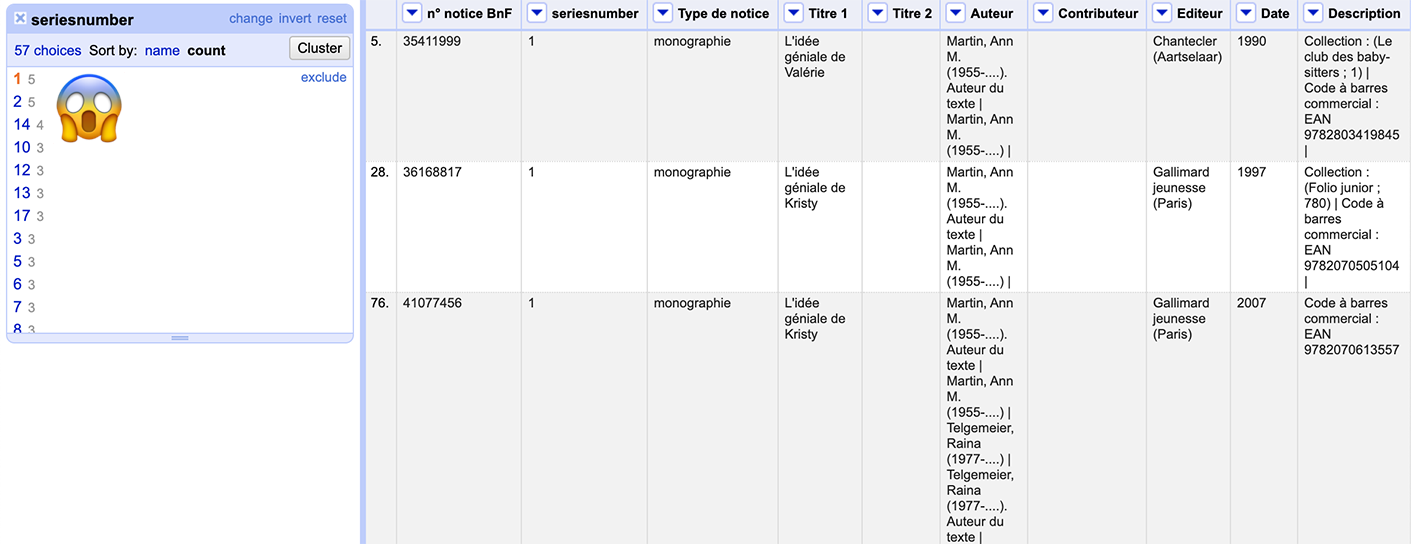 seriesnumber
change invert reset
57 choices Sort by: name count
Cluster
1 5
exclude
2 5
14 4
10 3
12 3
13 3
17 3
3 3
5 3
6 3
7 3
8 3
n° notice BnF seriesnumber Type de notice Titre 1 Titre 2 Auteur Contributeur Editeur Date Description
5. 35411999 1 monographie
L'idée
géniale de
Valérie
Martin, Ann
M.
(1955-....).
Auteur du
texte |
Martin, Ann
M.
(1955-....) |
Chantecler
(Aartselaar)
1990
Collection : (Le
club des baby-
sitters ; 1) |
Code à barres
commercial :
EAN
9782803419845
|
28. 36168817 1 monographie
L'idée
géniale de
Kristy
Martin, Ann
M.
(1955-....).
Auteur du
texte |
Martin, Ann
M.
(1955-....) |
Gallimard
jeunesse
(Paris)
1997
Collection :
(Folio junior ;
780) | Code à
barres
commercial :
EAN
9782070505104
|
76. 41077456 1 monographie
L'idée
géniale de
Kristy
Martin, Ann
M.
(1955-....).
Auteur du
texte |
Martin, Ann
M.
(1955-....) |
Telgemeier,
Raina
(1977-....) |
Telgemeier,
Raina
(1977-....).
Auteur du
texte |
Gallimard
jeunesse
(Paris)
2007
Code à barres
commercial :
EAN
9782070613557